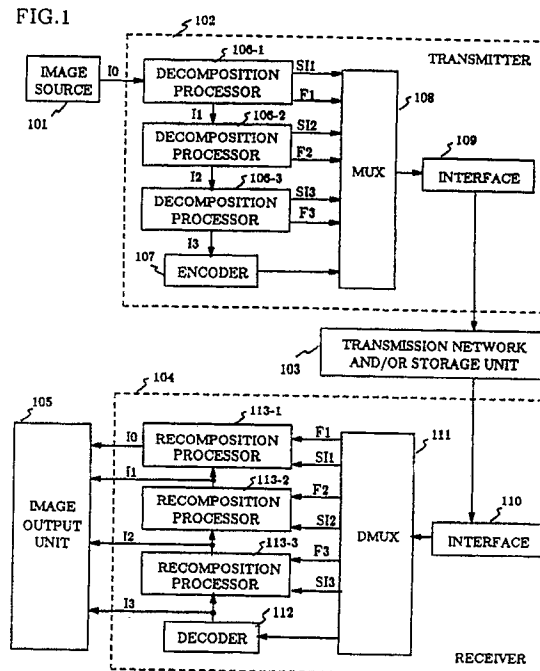 FIG.1
102
106-1
TRANSMITTER
IMAGE
SOURCE
101
I0
DECOMPOSITION
PROCESSOR
SI1
F1
108
I1
106-2
DECOMPOSITION
PROCESSOR
SI2
F2
MUX
109
INTERFACE
I2
106-3
DECOMPOSITION
PROCESSOR
SI3
F3
I3
107
ENCODER
103
TRANSMISSION NETWORK
AND/OR STORAGE UNIT
104
105
113-1
I0
RECOMPOSITION
PROCESSOR
F1
SI1
111
I1
113-2
IMAGE
OUTPUT
UNIT
RECOMPOSITION
PROCESSOR
F2
SI2
DMUX
110
INTERFACE
I2
113-3
RECOMPOSITION
PROCESSOR
F3
SI3
I3
112
DECODER
RECEIVER